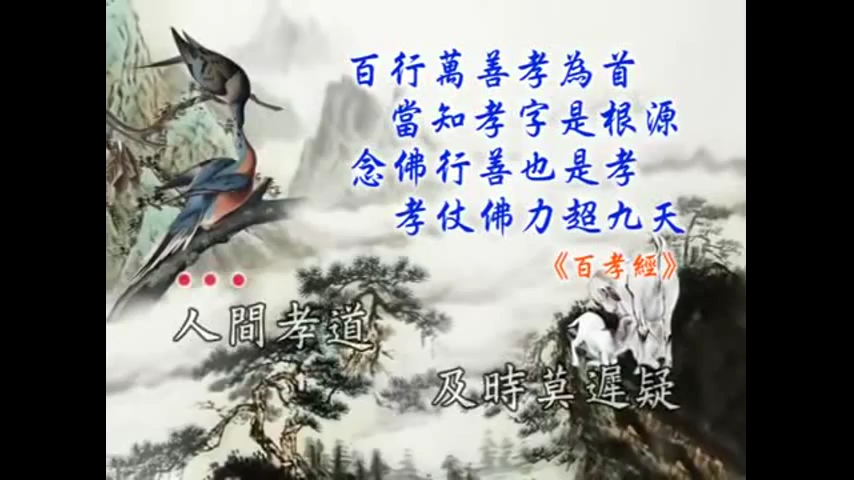 百行萬善孝為首
當知孝字是根源
念佛行善也是孝
孝仗佛力超九天
《百孝經》
人間孝道
及時莫遲疑